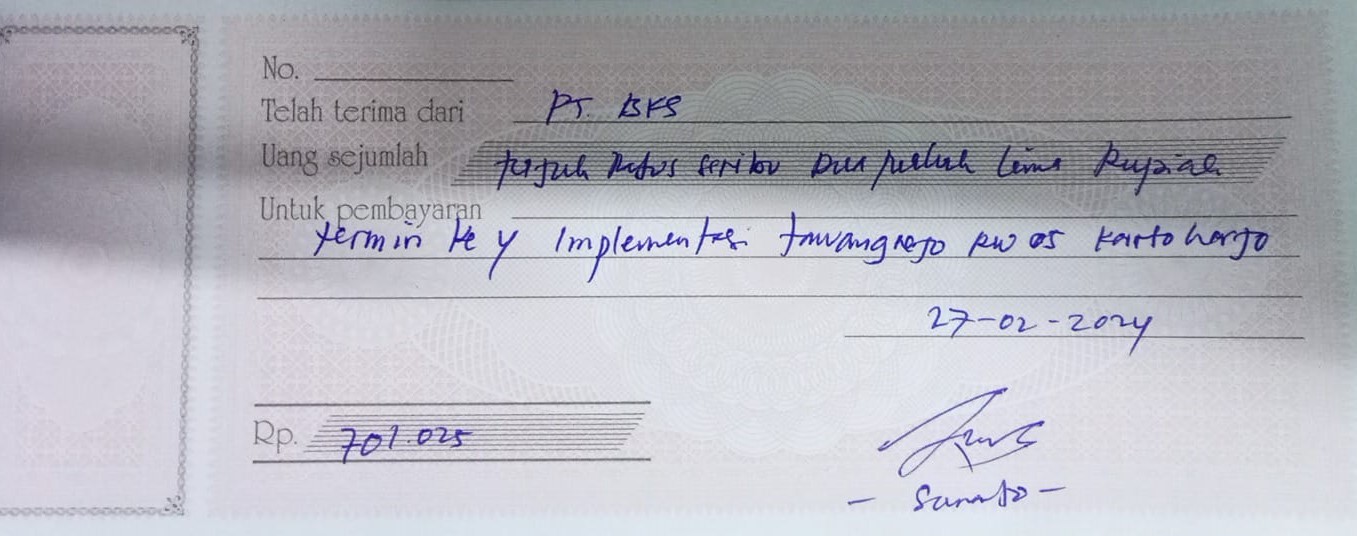 No.
Telah terima dari PT. BKS
Uang sejumlah tujuh Ratus seribu Dua puluh Lima Rupiah
Untuk pembayaran
termin ke 4 Implementasi tawangrejo RW 05 Kartoharjo
27-02-2024
Rp. 701.025
- Sunarto -